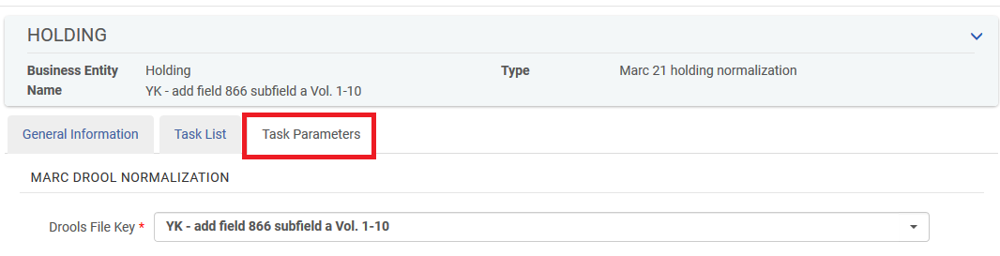 HOLDING
Business Entity Holding Type Marc 21 holding normalization
Name YK - add field 866 subfield a Vol. 1-10
General Information Task List Task Parameters
MARC DROOL NORMALIZATION
Drools File Key * YK - add field 866 subfield a Vol. 1-10